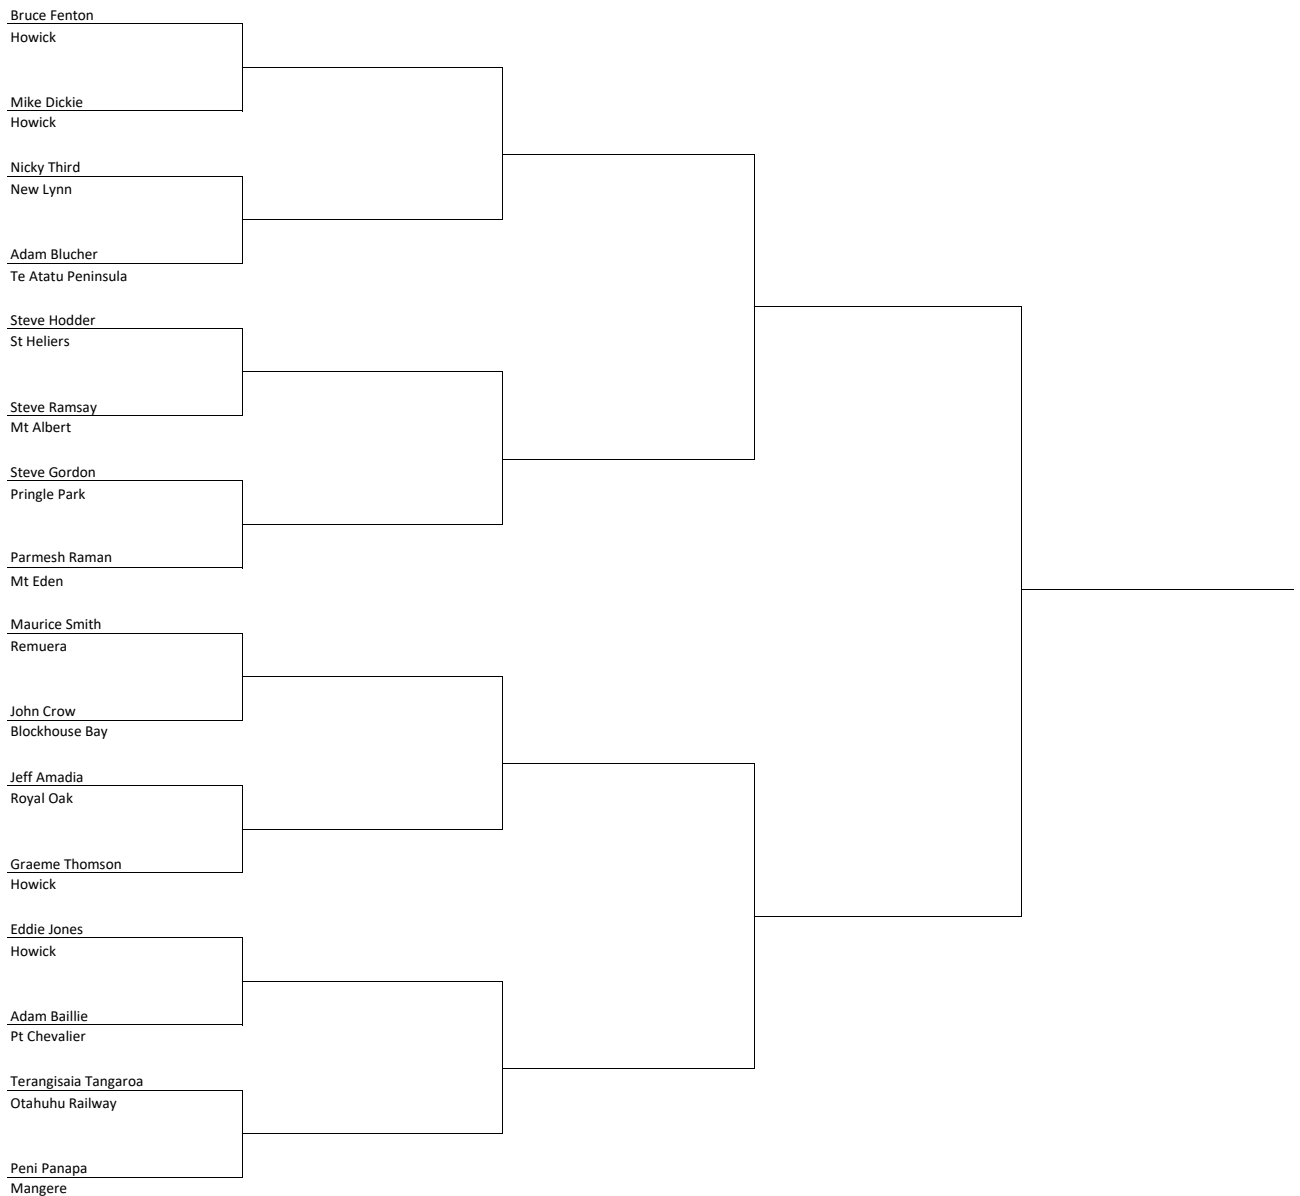 Bruce Fenton
Howick
Mike Dickie
Howick
Nicky Third
New Lynn
Adam Blucher
Te Atatu Peninsula
Steve Hodder
St Heliers
Steve Ramsay
Mt Albert
Steve Gordon
Pringle Park
Parmesh Raman
Mt Eden
Maurice Smith
Remuera
John Crow
Blockhouse Bay
Jeff Amadia
Royal Oak
Graeme Thomson
Howick
Eddie Jones
Howick
Adam Baillie
Pt Chevalier
Terangisaia Tangaroa
Otahuhu Railway
Peni Panapa
Mangere